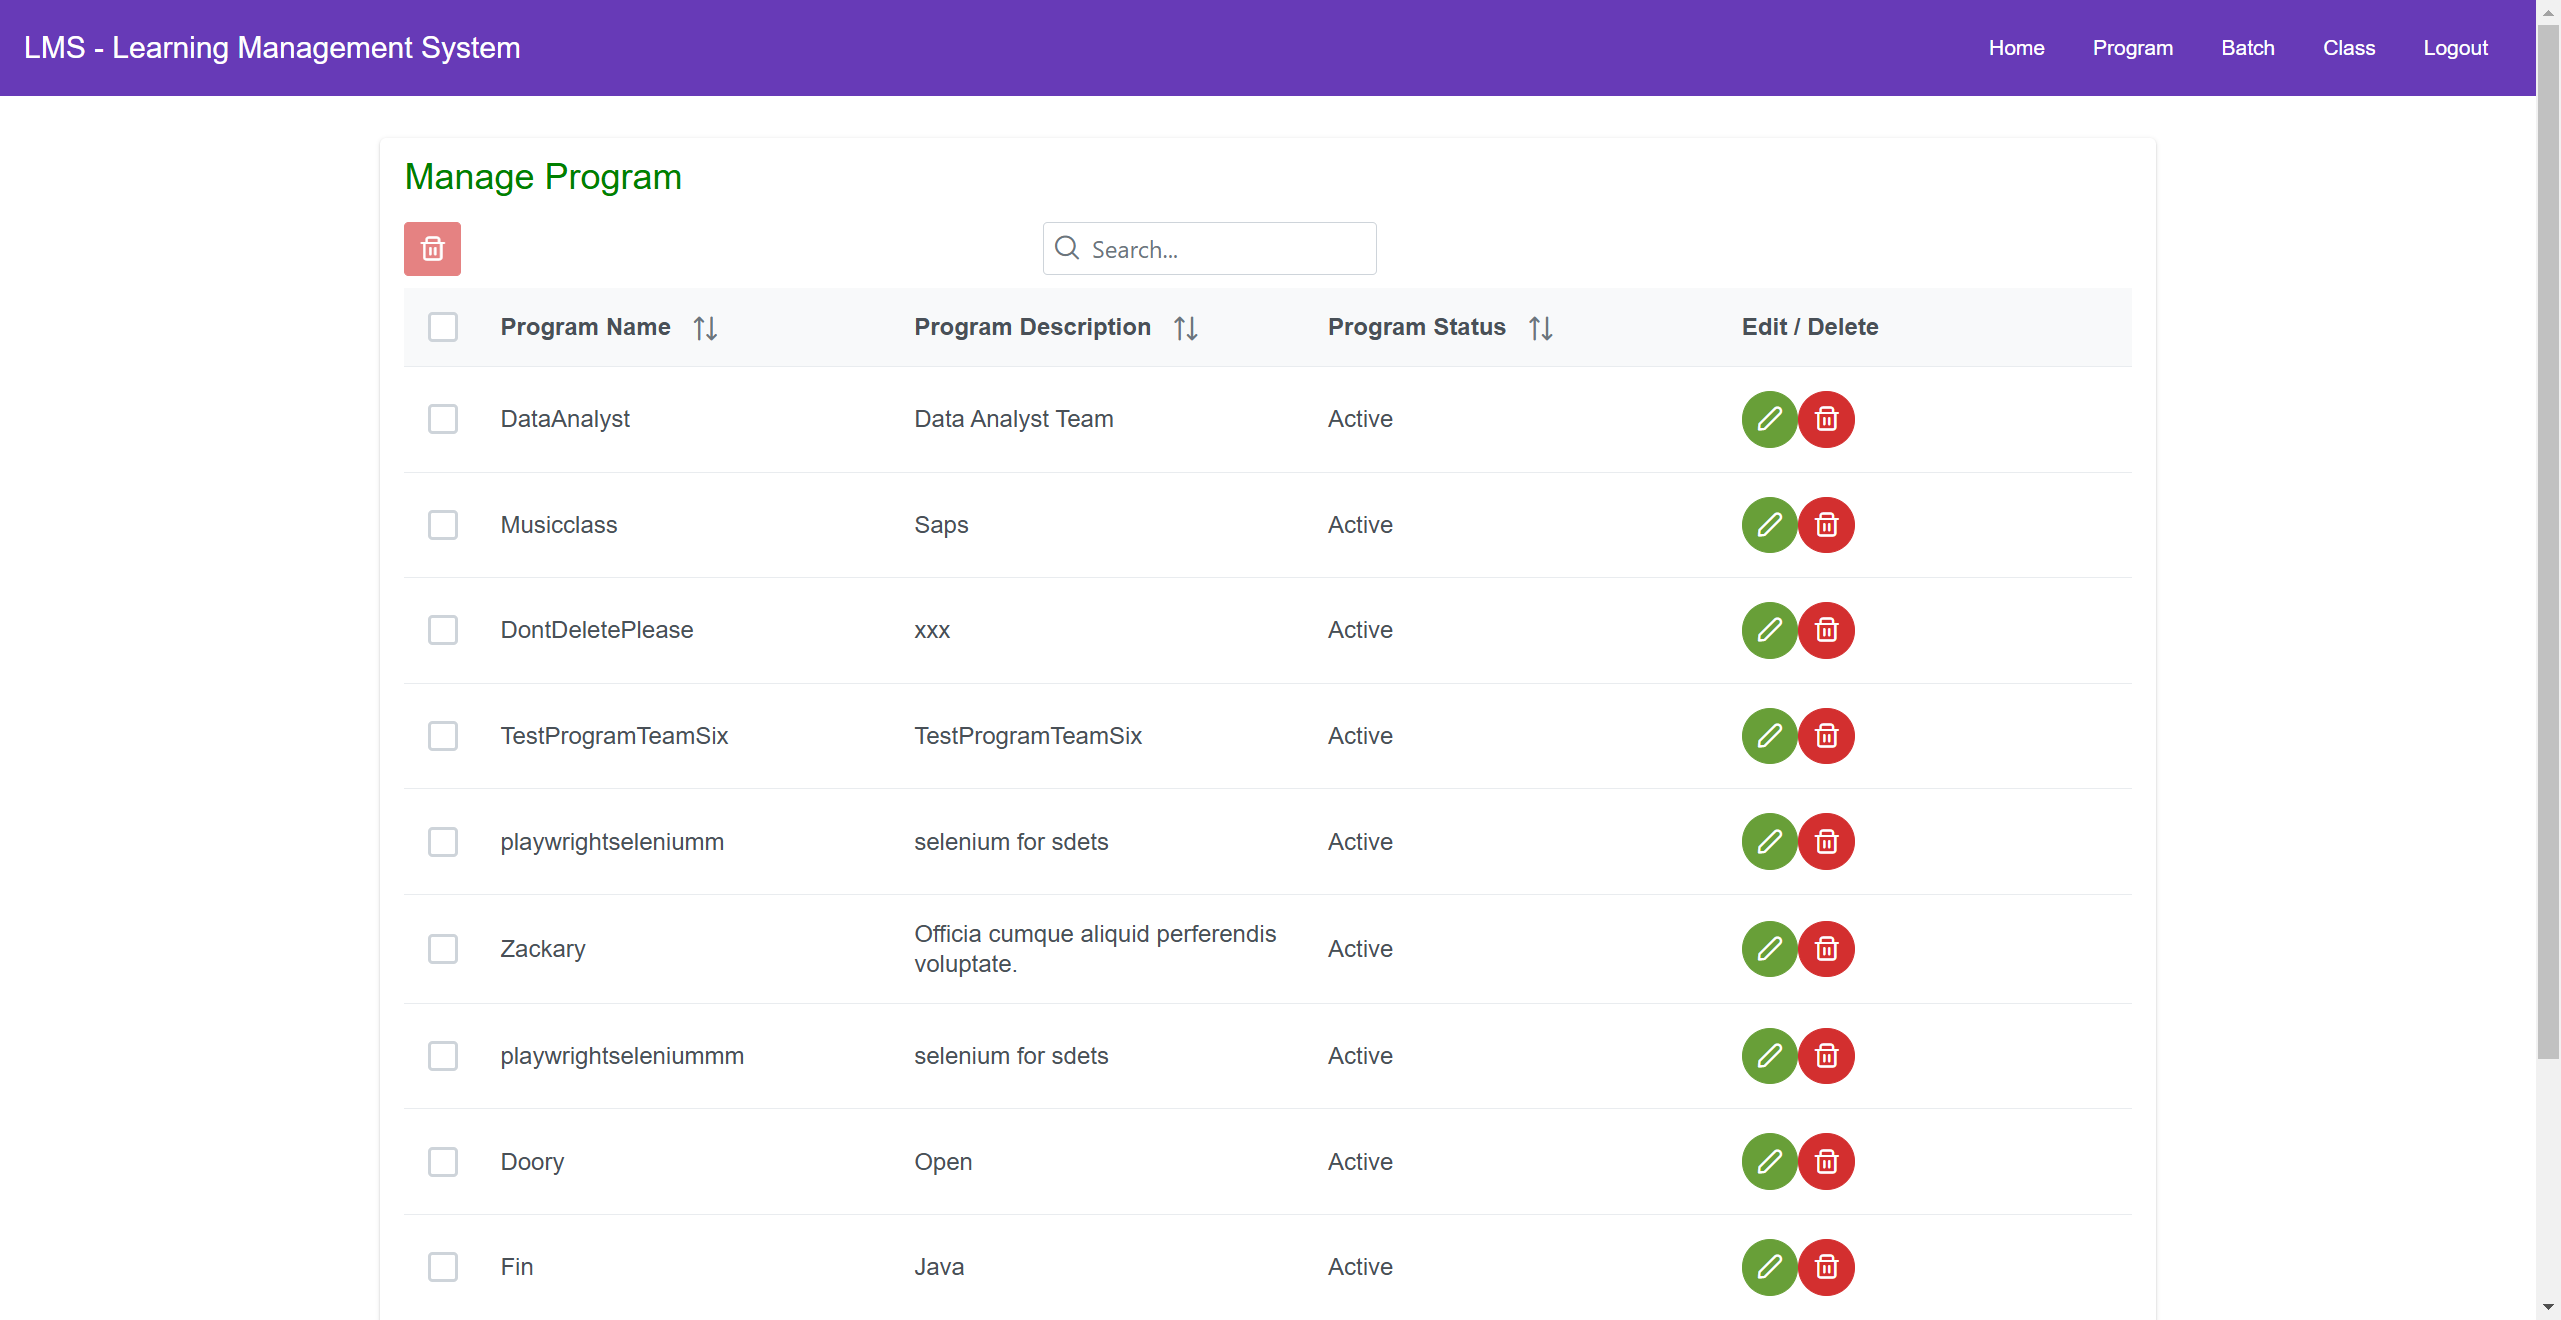 LMS - Learning Management System
Home Program Batch Class Logout
Manage Program
Search...
Program Name Program Description Program Status Edit / Delete
DataAnalyst Data Analyst Team Active
Musicclass Saps Active
DontDeletePlease xxx Active
TestProgramTeamSix TestProgramTeamSix Active
playwrightseleniumm selenium for sdets Active
Zackary Officia cumque aliquid perferendis Active
voluptate.
playwrightseleniummm selenium for sdets Active
Doory Open Active
Fin Java Active